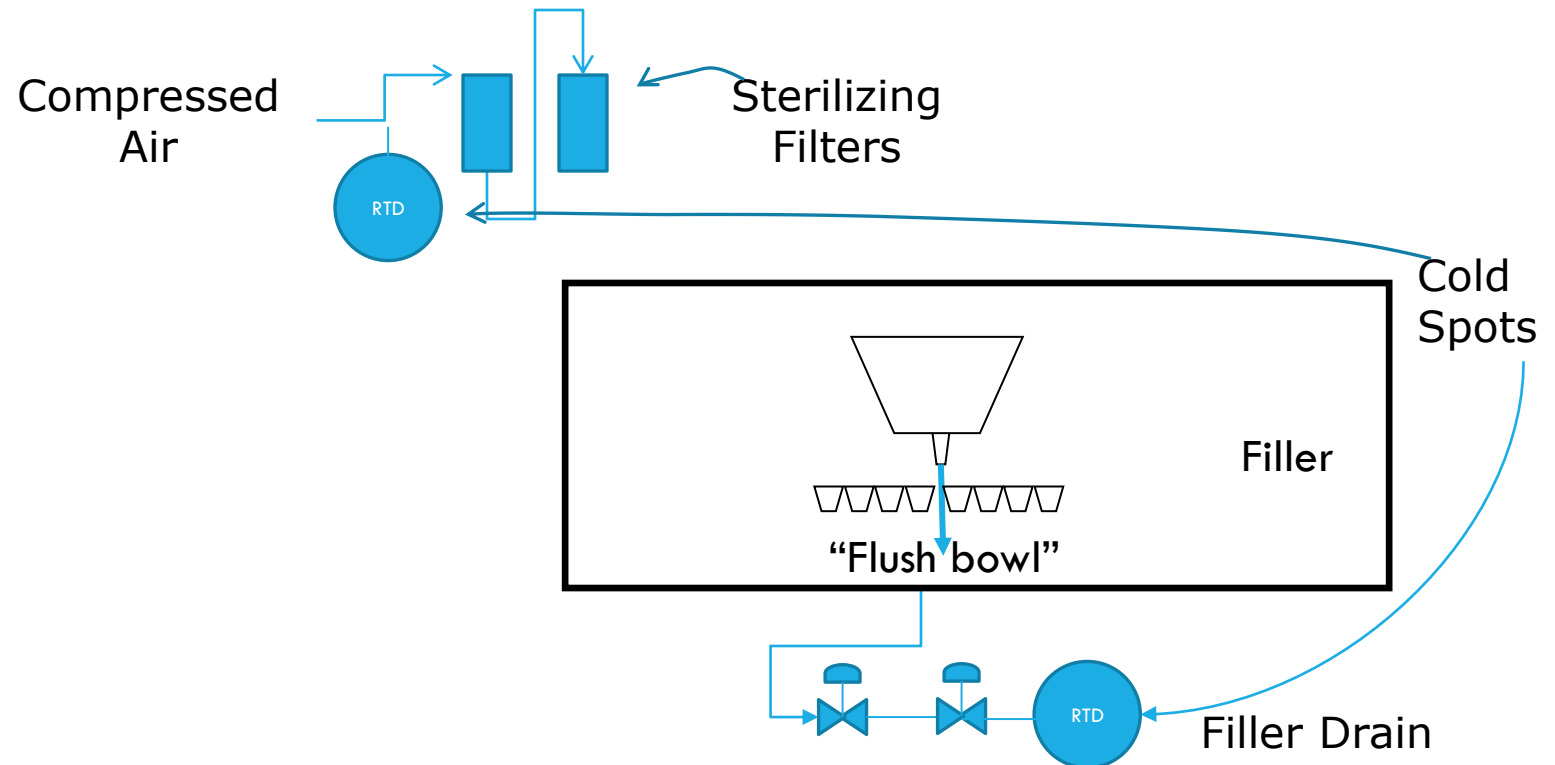 Compressed
Air
Sterilizing
Filters
RTD
Cold
Spots
Filler
“Flush bowl”
RTD
Filler Drain